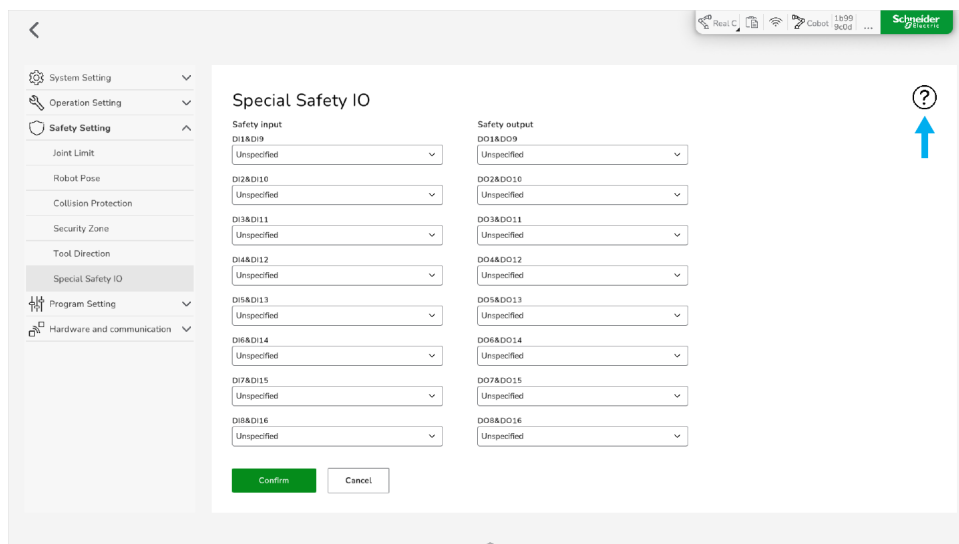 Real C
Cobot
1b99
9c0d
...
Schneider
Electric
System Setting
Operation Setting
Safety Setting
Joint Limit
Robot Pose
Collision Protection
Security Zone
Tool Direction
Special Safety IO
Program Setting
Hardware and communication
Special Safety IO
?
Safety input
Safety output
DI1&DI9
DO1&DO9
Unspecified
Unspecified
DI2&DI10
DO2&DO10
Unspecified
Unspecified
DI3&DI11
DO3&DO11
Unspecified
Unspecified
DI4&DI12
DO4&DO12
Unspecified
Unspecified
DI5&DI13
DO5&DO13
Unspecified
Unspecified
DI6&DI14
DO6&DO14
Unspecified
Unspecified
DI7&DI15
DO7&DO15
Unspecified
Unspecified
DI8&DI16
DO8&DO16
Unspecified
Unspecified
Confirm
Cancel